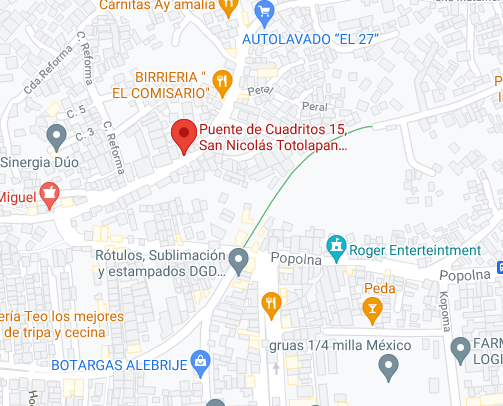 Carnitas Ay amalia
AUTOLAVADO "EL 27"
C. Reforma
Cda.Reforma
BIRRIERIA "
EL COMISARIO"
Peral
Peral
C. 5
C. 3
C. Reforma
Puente de Cuadritos 15,
San Nicolás Totolapan...
Sinergia Dúo
Miguel
Rótulos, Sublimación
y estampados DGD...
Popolna
Roger Enterteintment
Popolna
Peda
Kopoma
ería Teo los mejores
de tripa y cecina
gruas 1/4 milla México
FARM
LOGI
BOTARGAS ALEBRIJE